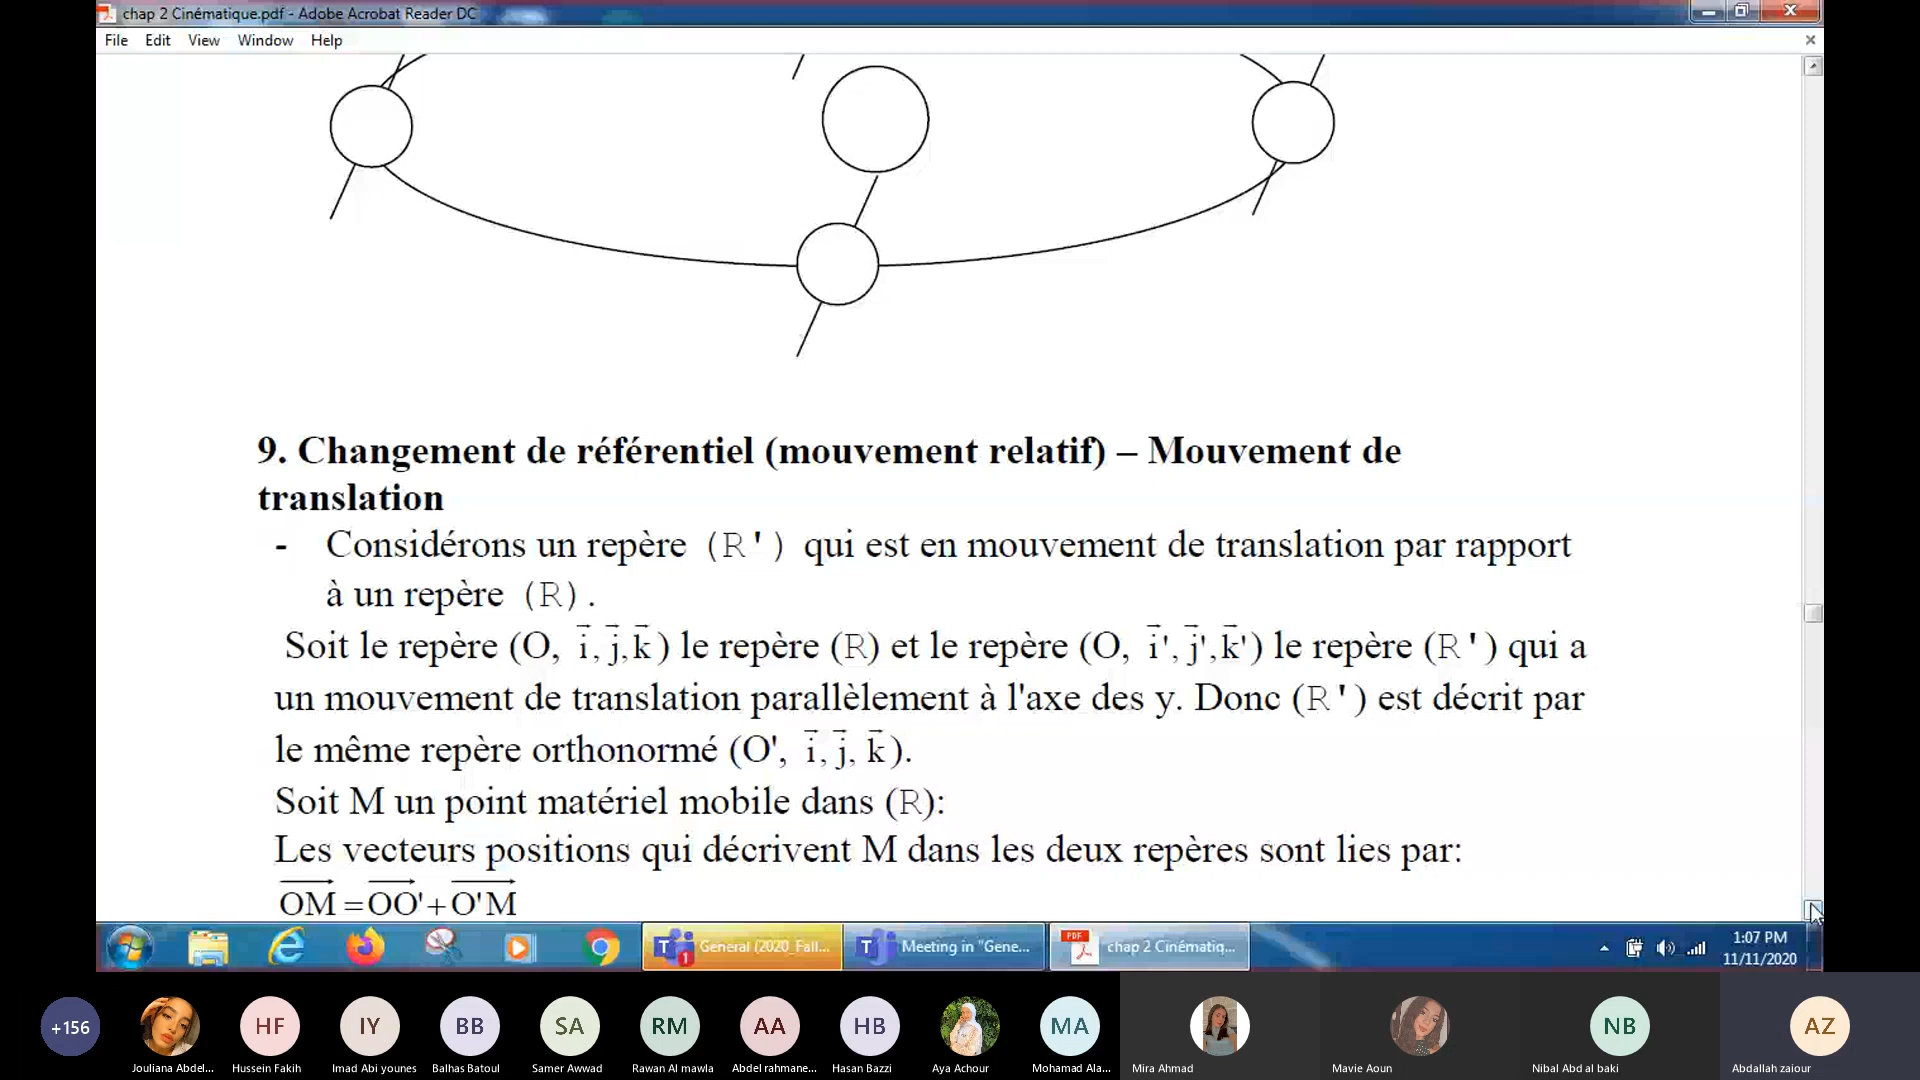 chap 2 Cinématique.pdf - Adobe Acrobat Reader DC
File Edit View Window Help
9. Changement de référentiel (mouvement relatif) – Mouvement de
translation
- Considérons un repère (R') qui est en mouvement de translation par rapport
à un repère (R).
Soit le repère (O, i⃗, j⃗, k⃗) le repère (R) et le repère (O, i⃗', j⃗', k⃗') le repère (R') qui a
un mouvement de translation parallèlement à l'axe des y. Donc (R') est décrit par
le même repère orthonormé (O', i⃗, j⃗, k⃗).
Soit M un point matériel mobile dans (R):
Les vecteurs positions qui décrivent M dans les deux repères sont lies par:
OM = OO' + O'M
General (2020_Fall... Meeting in "Gene... chap 2 Cinématiq...
1
PDF
1:07 PM
11/11/2020
+156 HF IY BB SA RM AA HB MA NB AZ
Jouliana Abdel... Hussein Fakih Imad Abi younes Balhas Batoul Samer Awwad Rawan Al mawla Abdel rahmane... Hasan Bazzi Aya Achour Mohamad Ala... Mira Ahmad Mavie Aoun Nibal Abd al baki Abdallah zaiour